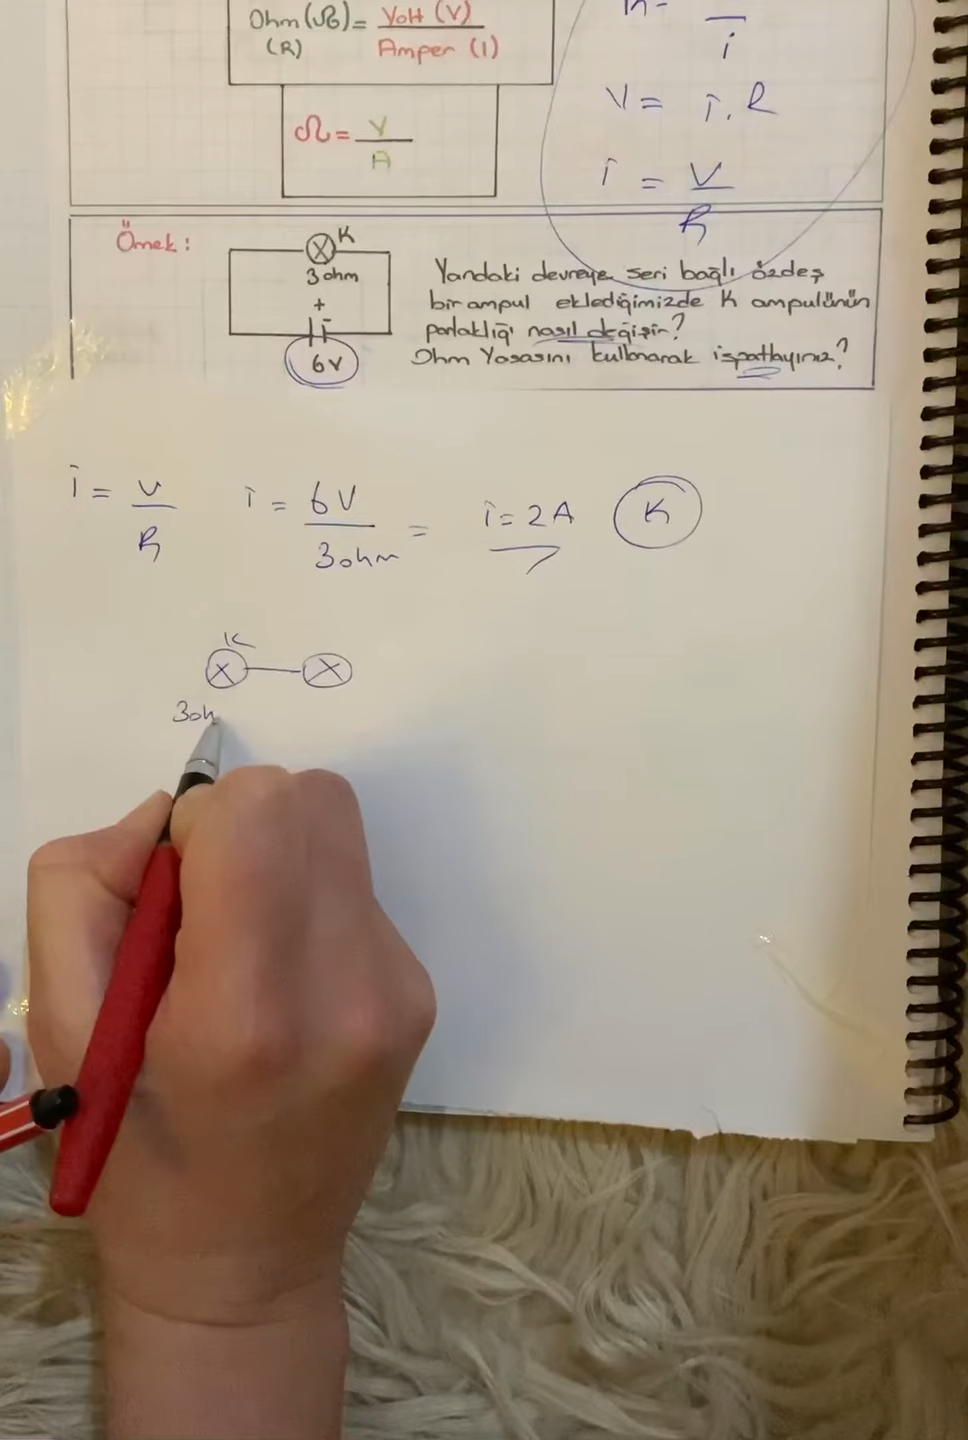 Ohm (Ω) = Volt (V)
(R) Amper (I)
i
V = i.R
Ω = V
A
i = V
R
Örnek:
K
3 ohm
+
-
6V
Yandaki devreye seri bağlı özdeş
bir ampul eklediğimizde K ampulünün
parlaklığı nasıl değişir?
Ohm Yasasını kullanarak ispatlayınız?
i = V
R
i = 6V
3ohm
= i = 2A
K
K
3oh